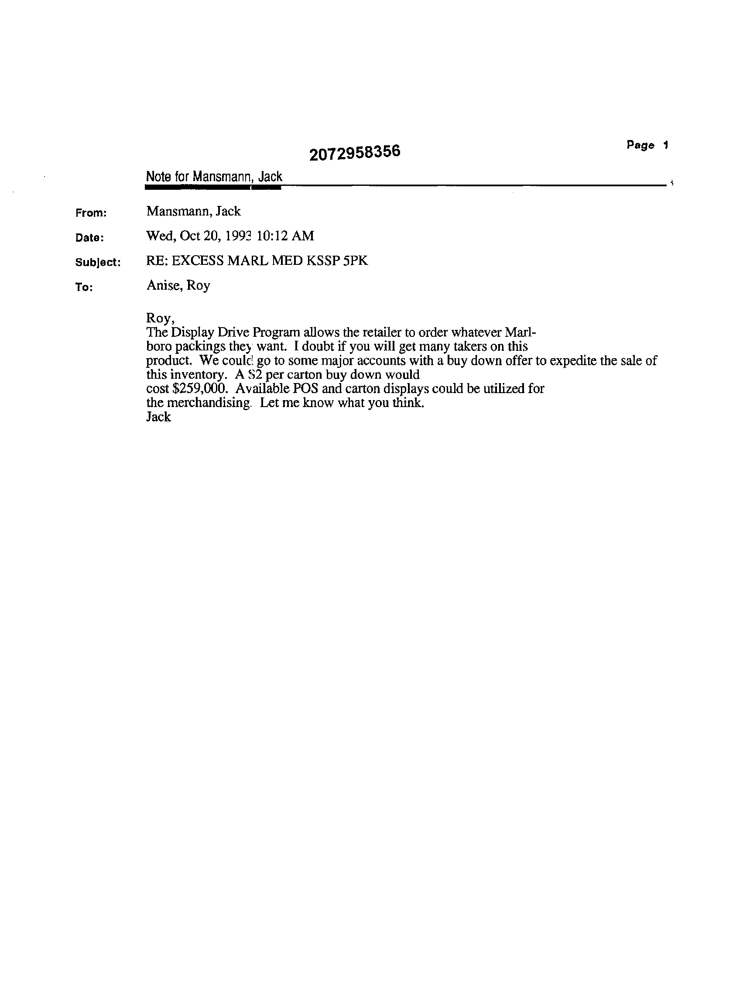 Page 1
2072958356
Note for Mansmann, Jack
From: Mansmann, Jack
Date: Wed, Oct 20, 1993 10:12 AM
Subject: RE: EXCESS MARL MED KSSP 5PK
To: Anise, Roy
Roy,
The Display Drive Program allows the retailer to order whatever Marl-
boro packings they want. I doubt if you will get many takers on this
product. We could go to some major accounts with a buy down offer to expedite the sale of
this inventory. A $2 per carton buy down would
cost $259,000. Available POS and carton displays could be utilized for
the merchandising. Let me know what you think.
Jack